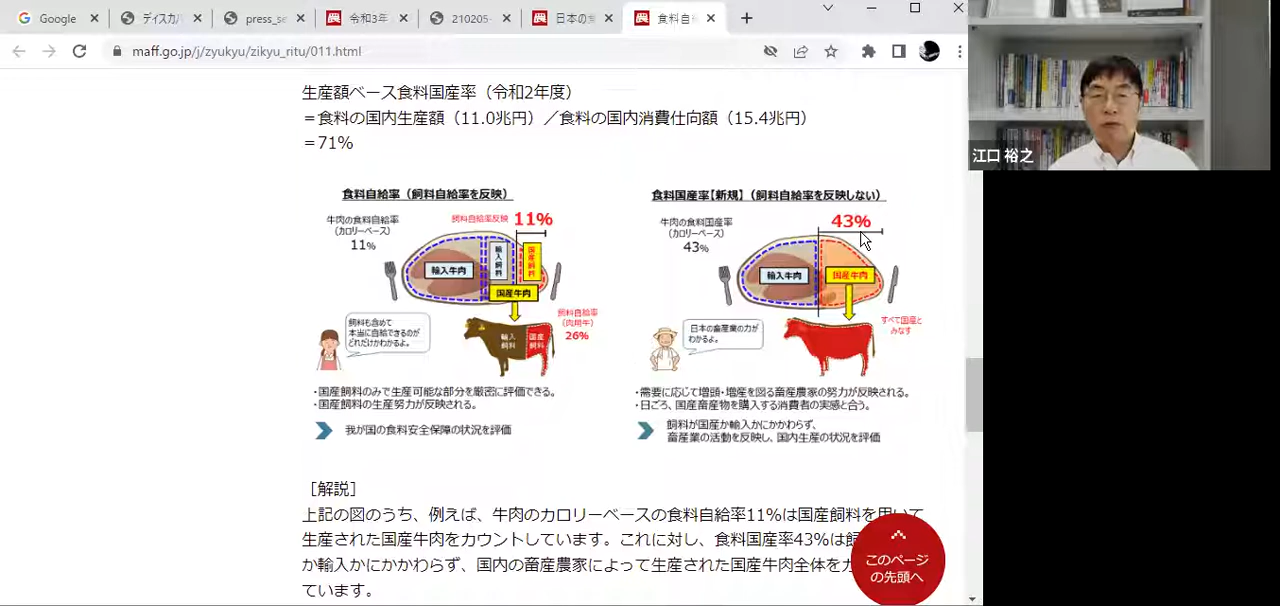 Google
ディスカバ
press_se
令和3年
210205-
日本の食
食料自給
maff.go.jp/j/zyukyu/zikyu_ritu/011.html
江口 裕之
生産額ベース食料国産率（令和2年度）
＝食料の国内生産額（11.0兆円）／食料の国内消費仕向額（15.4兆円）
＝71%
食料自給率（飼料自給率を反映）
牛肉の食料自給率
（カロリーベース）
11%
飼料自給率反映
11%
輸入牛肉
輸入飼料
国産飼料
国産牛肉
飼料も含めて
本当に自給できるのが
どれだけかわかるよ。
輸入
飼料
国産
飼料
飼料自給率
（肉用牛）
26%
・国産飼料のみで生産可能な部分を厳密に評価できる。
・国産飼料の生産努力が反映される。
我が国の食料安全保障の状況を評価
食料国産率【新規】（飼料自給率を反映しない）
牛肉の食料国産率
（カロリーベース）
43%
43%
輸入牛肉
国産牛肉
日本の畜産業の力が
わかるよ。
すべて国産と
みなす
・需要に応じて増頭・増産を図る畜産農家の努力が反映される。
・日ごろ、国産畜産物を購入する消費者の実感と合う。
飼料が国産か輸入かにかかわらず、
畜産業の活動を反映し、国内生産の状況を評価
［解説］
上記の図のうち、例えば、牛肉のカロリーベースの食料自給率11%は国産飼料を用いて
生産された国産牛肉をカウントしています。これに対し、食料国産率43%は飼
か輸入かにかかわらず、国内の畜産農家によって生産された国産牛肉全体をカ
ています。
このページ
の先頭へ